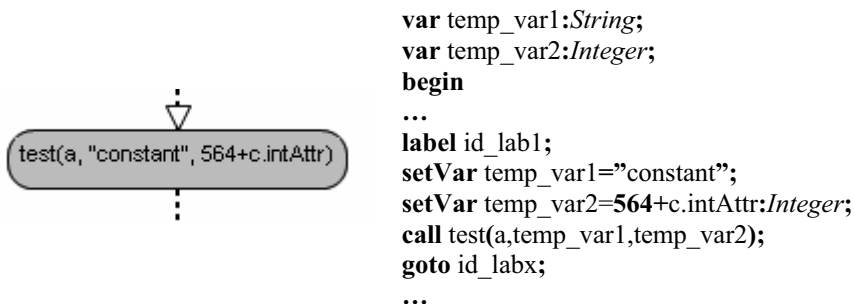 test(a, "constant", 564+c.intAttr)
var temp_var1:String;
var temp_var2:Integer;
begin
…
label id_lab1;
setVar temp_var1=”constant”;
setVar temp_var2=564+c.intAttr:Integer;
call test(a,temp_var1,temp_var2);
goto id_labx;
…